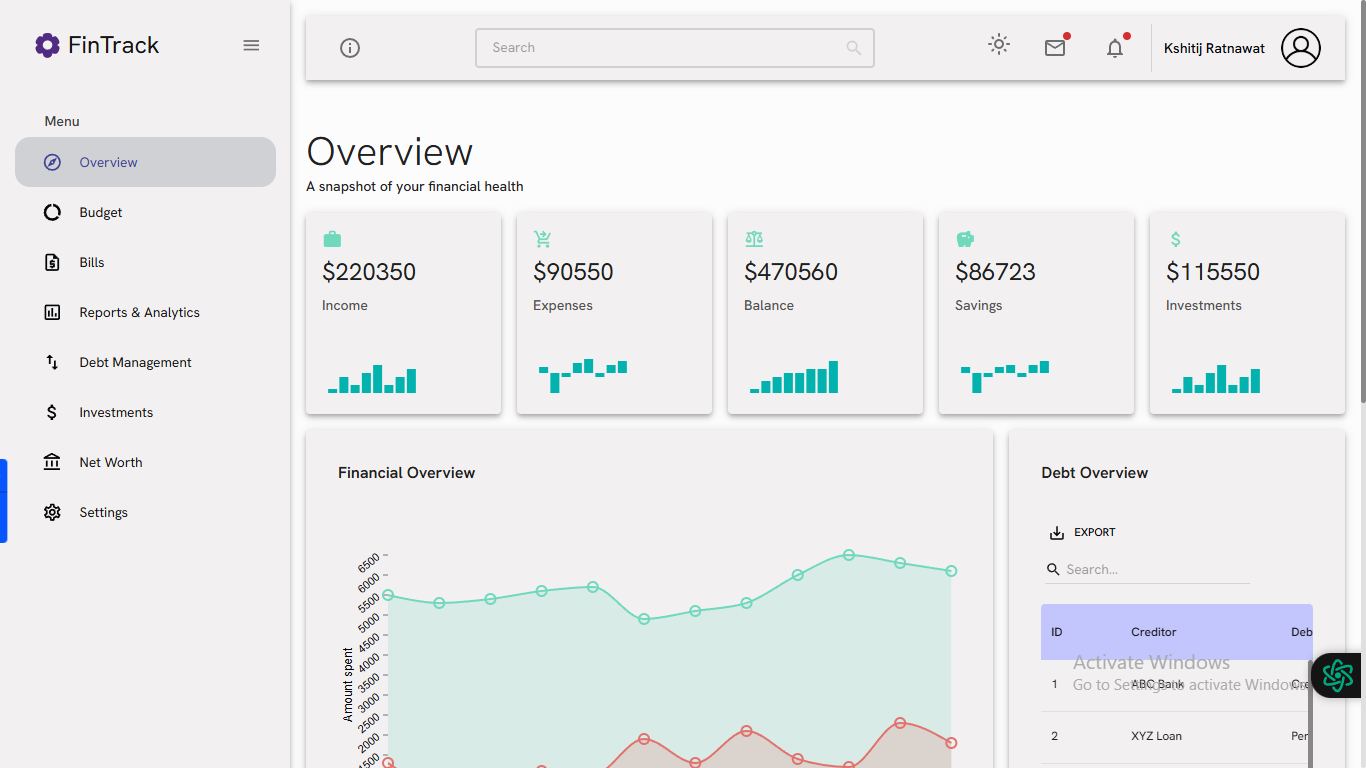 FinTrack
Search
Kshitij Ratnawat
Menu
Overview
Budget
Bills
Reports & Analytics
Debt Management
Investments
Net Worth
Settings
Overview
A snapshot of your financial health
$220350
Income
$90550
Expenses
$470560
Balance
$86723
Savings
$115550
Investments
Financial Overview
Amount spent
6500
6000
5500
5000
4500
4000
3500
3000
2500
2000
1500
Debt Overview
EXPORT
Search...
ID Creditor Deb
1 ABC Bank Cre
2 XYZ Loan Per
Activate Windows
Go to Settings to activate Windows